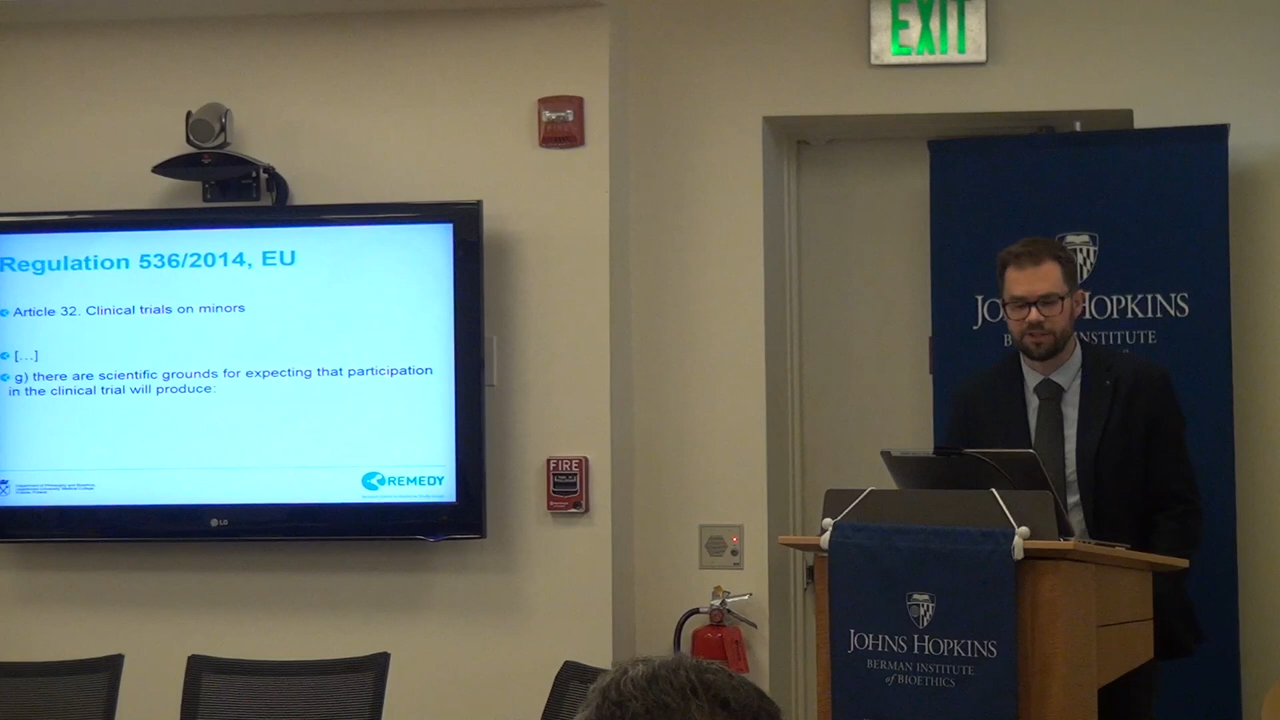 EXIT
Regulation 536/2014, EU
Article 32. Clinical trials on minors
[...]
g) there are scientific grounds for expecting that participation
in the clinical trial will produce:
REMEDY
LG
FIRE
HOPKINS
INSTITUTE
JOHNS HOPKINS
BERMAN INSTITUTE
of BIOETHICS